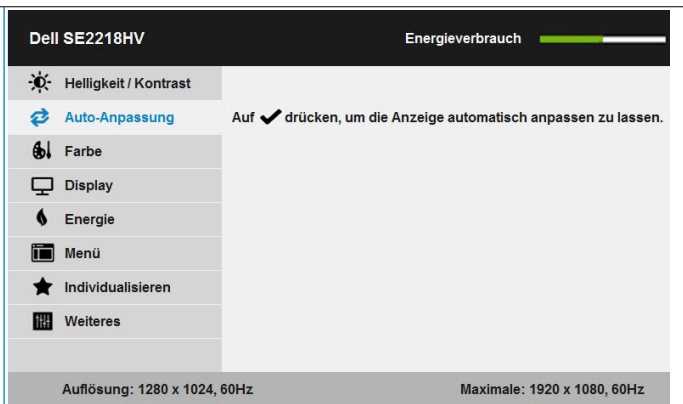 Dell SE2218HV
Energieverbrauch
Helligkeit / Kontrast
Auto-Anpassung
Auf ✔ drücken, um die Anzeige automatisch anpassen zu lassen.
Farbe
Display
Energie
Menü
Individualisieren
Weiteres
Auflösung: 1280 x 1024, 60Hz
Maximale: 1920 x 1080, 60Hz